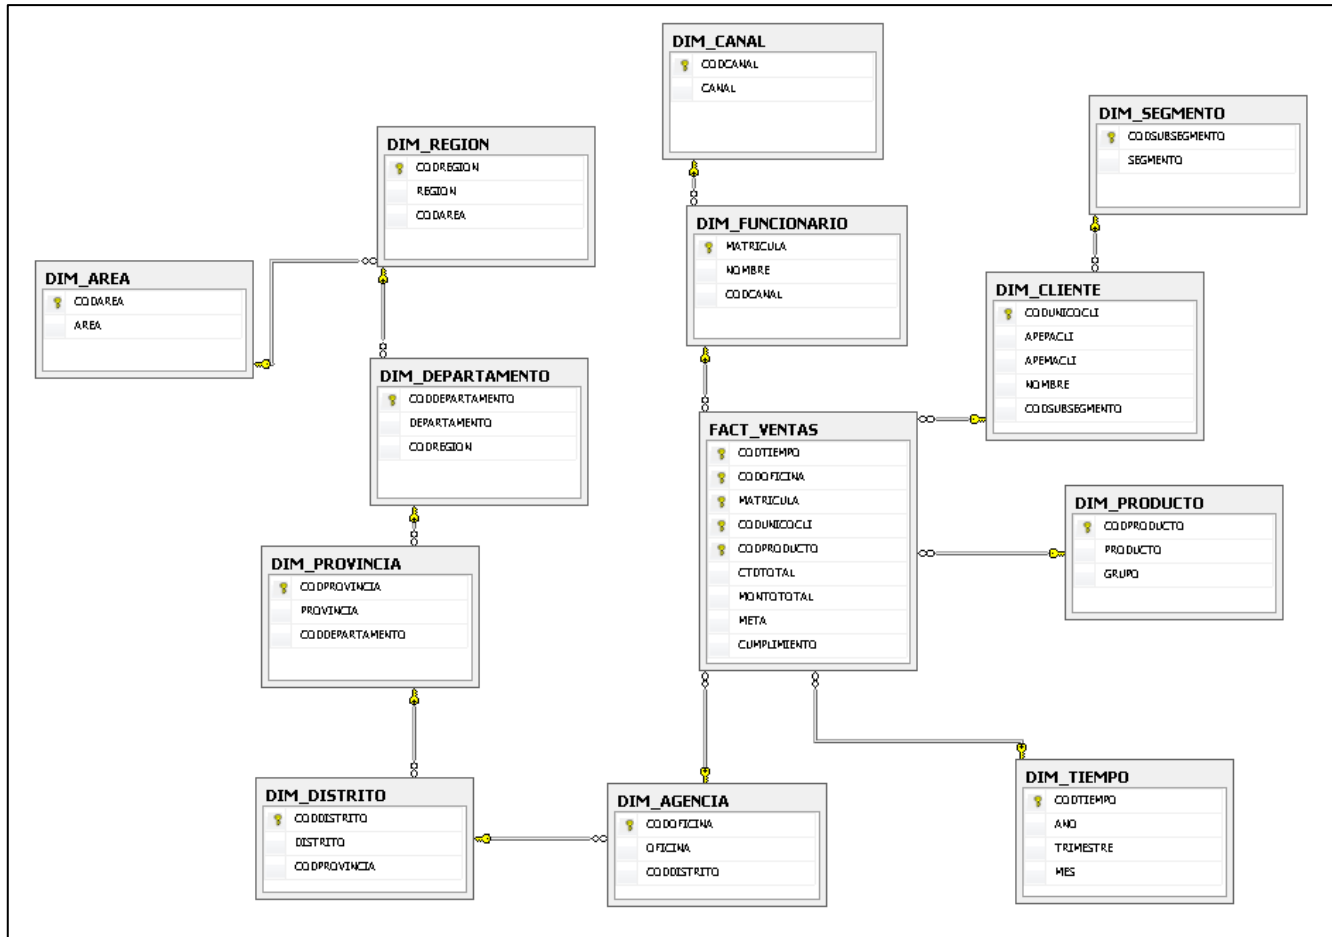 DIM_CANAL
CODCANAL
CANAL
DIM_SEGMENTO
CODSUBSEGMENTO
SEGMENTO
DIM_REGION
CODREGION
REGION
CODAREA
DIM_FUNCIONARIO
MATRICULA
NOMBRE
CODCANAL
DIM_AREA
CODAREA
AREA
DIM_CLIENTE
CODUNICOCLI
APEPACLI
APEMACLI
NOMBRE
CODSUBSEGMENTO
DIM_DEPARTAMENTO
CODDEPARTAMENTO
DEPARTAMENTO
CODREGION
FACT_VENTAS
CODTIEMPO
CODOFICINA
MATRICULA
CODUNICOCLI
CODPRODUCTO
CTDTOTAL
MONTOTOTAL
META
CUMPLIMIENTO
DIM_PRODUCTO
CODPRODUCTO
PRODUCTO
GRUPO
DIM_PROVINCIA
CODPROVINCIA
PROVINCIA
CODDEPARTAMENTO
DIM_DISTRITO
CODDISTRITO
DISTRITO
CODPROVINCIA
DIM_AGENCIA
CODOFICINA
OFICINA
CODDISTRITO
DIM_TIEMPO
CODTIEMPO
ANO
TRIMESTRE
MES